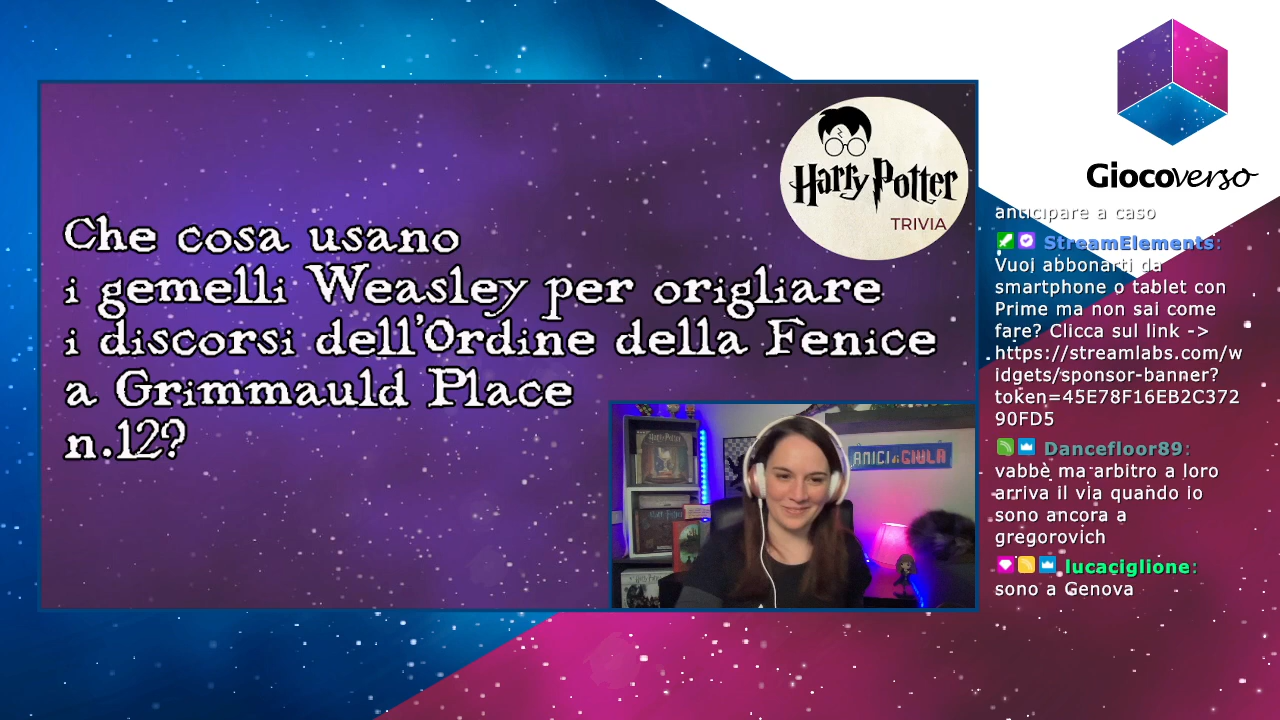 Che cosa usano
i gemelli Weasley per origliare
i discorsi dell'Ordine della Fenice
a Grimmauld Place
n.12?
Harry Potter
TRIVIA
AMICI di GIULÀ
Giocoverso
anticipare a caso
StreamElements:
Vuoi abbonarti da
smartphone o tablet con
Prime ma non sai come
fare? Clicca sul link ->
https://streamlabs.com/w
idgets/sponsor-banner?
token=45E78F16EB2C372
90FD5
Dancefloor89:
vabbè ma arbitro a loro
arriva il via quando io
sono ancora a
gregorovich
lucaciglione:
sono a Genova